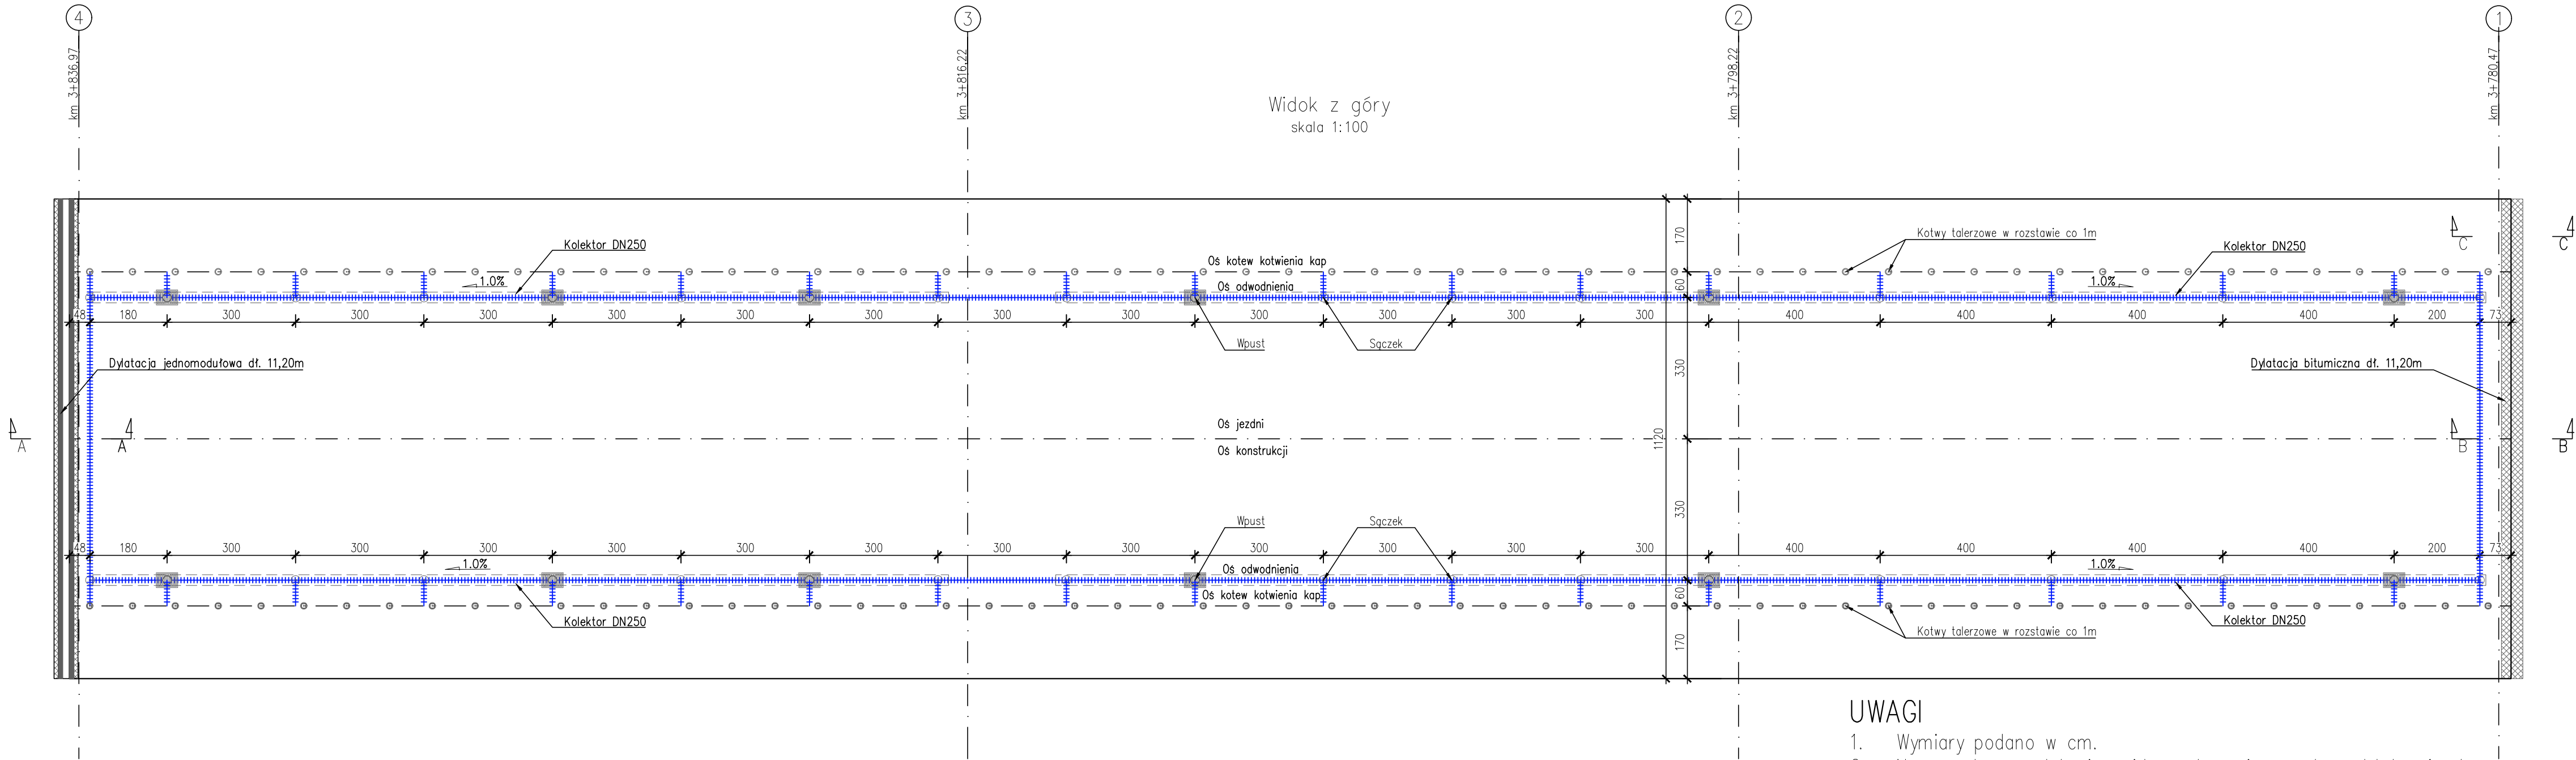 4
3
2
1
km 3+836.97
km 3+816.22
km 3+798.22
km 3+780.47
Widok z góry
skala 1:100
Kolektor DN250
Oś kotew kotwienia kap
170
Kotwy talerzowe w rozstawie co 1m
Kolektor DN250
C
C
1.0%
Oś odwodnienia
60
1.0%
48 180 300 300 300 300 300 300 300 300 300 300 300 300 400 400 400 400 200 73
Wpust
Sączek
Dylatacja jednomodułowa dł. 11,20m
330
Dylatacja bitumiczna dł. 11,20m
A
A
Oś jezdni
1120
B
B
Oś konstrukcji
330
Wpust
Sączek
48 180 300 300 300 300 300 300 300 300 300 300 300 300 400 400 400 400 200 73
1.0%
Oś odwodnienia
1.0%
Oś kotew kotwienia kap
60
Kolektor DN250
Kotwy talerzowe w rozstawie co 1m
Kolektor DN250
170
UWAGI
1. Wymiary podano w cm.